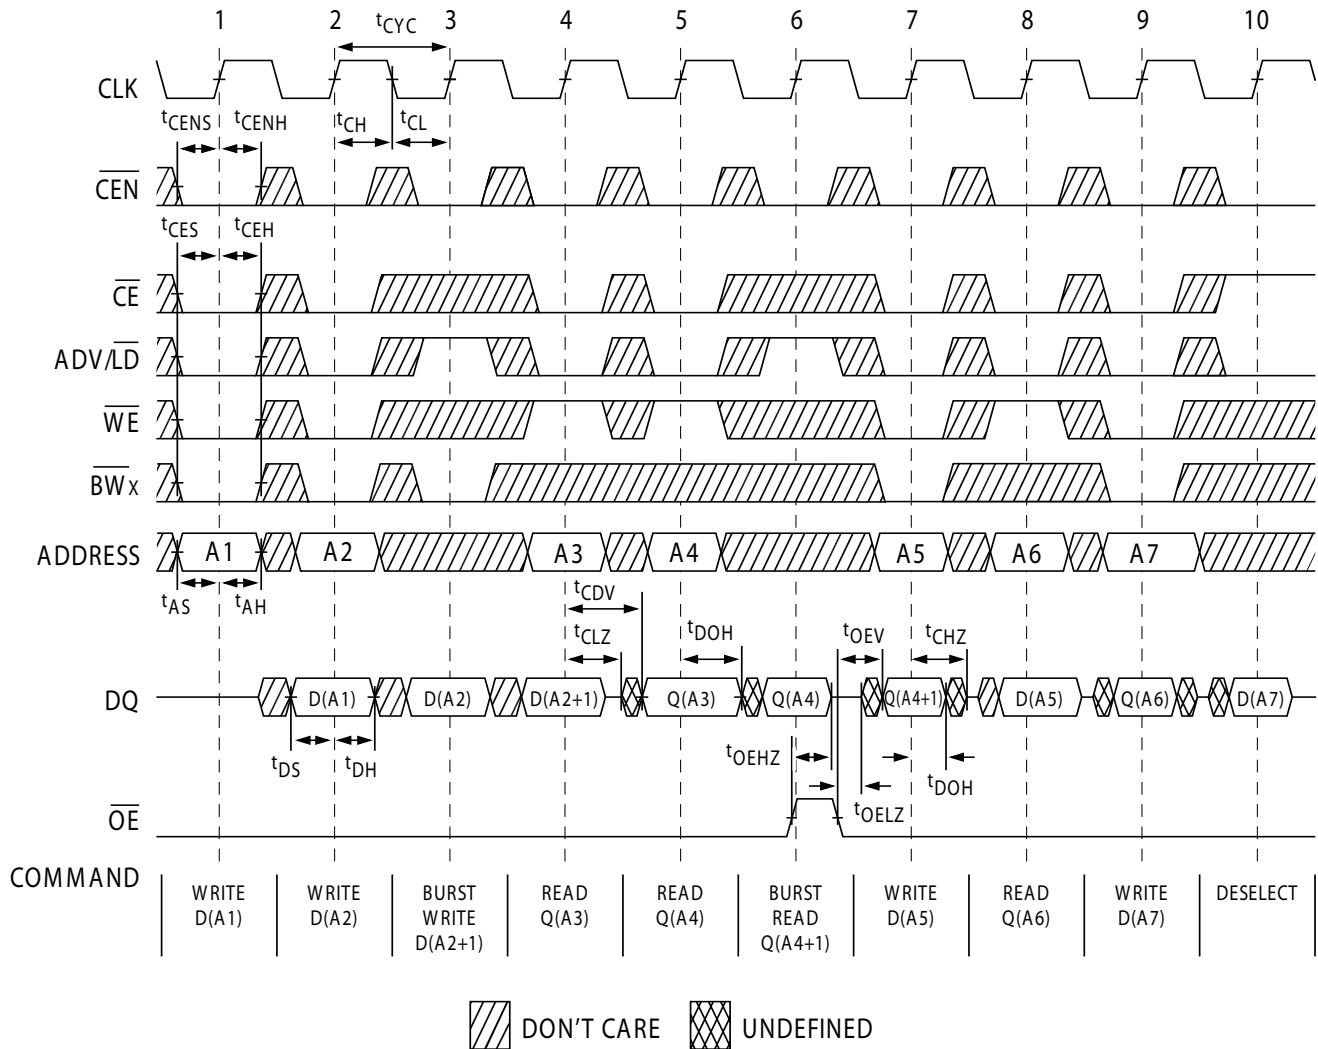 1 2 3 4 5 6 7 8 9 10
tCYC
CLK
tCENS tCENH tCH tCL
CEN
tCES tCEH
CE
ADV/LD
WE
BWx
ADDRESS A1 A2 A3 A4 A5 A6 A7
tAS tAH tCDV
tCLZ tDOH tOEV tCHZ
DQ D(A1) D(A2) D(A2+1) Q(A3) Q(A4) Q(A4+1) D(A5) Q(A6) D(A7)
tDS tDH tOEHZ tDOH
tOELZ
OE
COMMAND
WRITE WRITE BURST READ READ BURST WRITE READ WRITE DESELECT
D(A1) D(A2) WRITE Q(A3) Q(A4) READ D(A5) Q(A6) D(A7)
D(A2+1) Q(A4+1)
DON'T CARE UNDEFINED